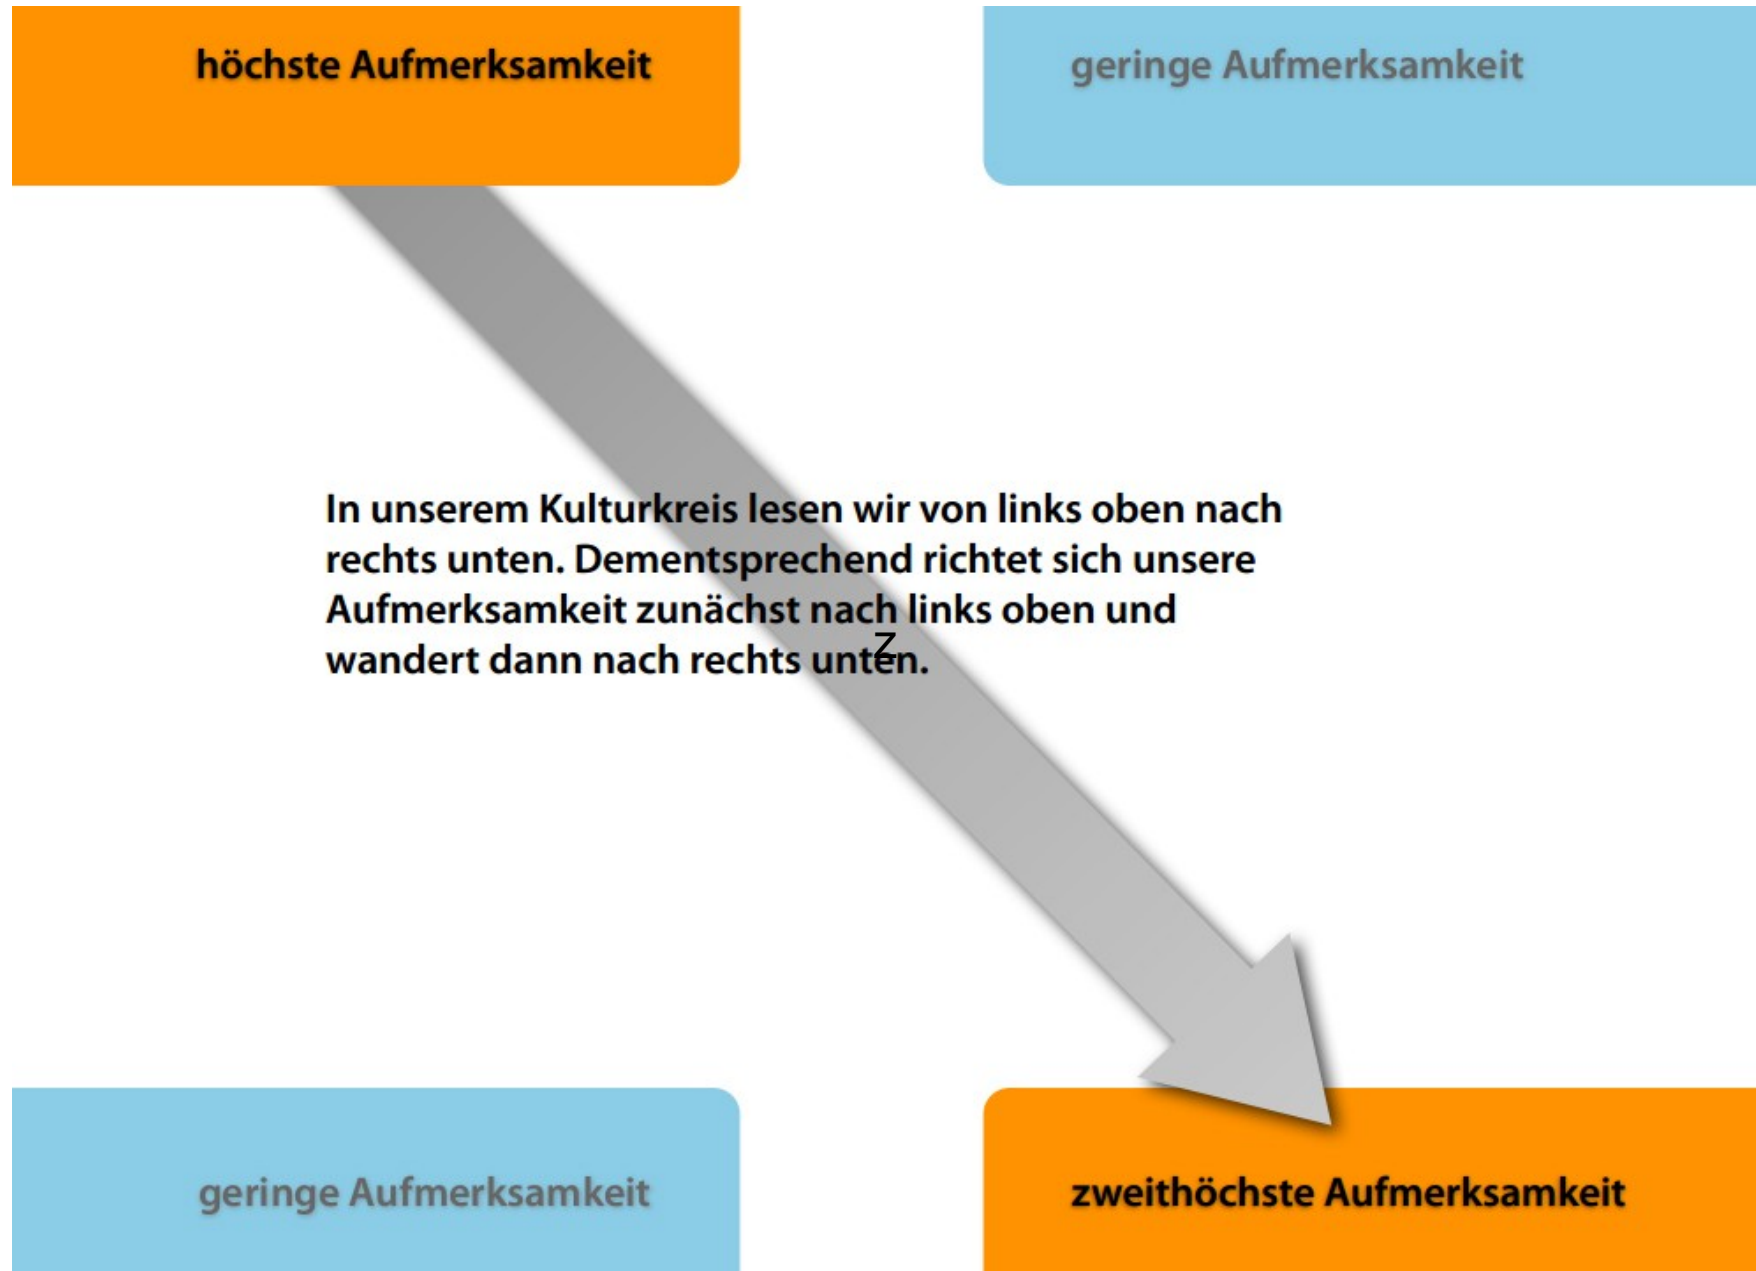 höchste Aufmerksamkeit
geringe Aufmerksamkeit
In unserem Kulturkreis lesen wir von links oben nach
rechts unten. Dementsprechend richtet sich unsere
Aufmerksamkeit zunächst nach links oben und
z
wandert dann nach rechts unten.
geringe Aufmerksamkeit
zweithöchste Aufmerksamkeit